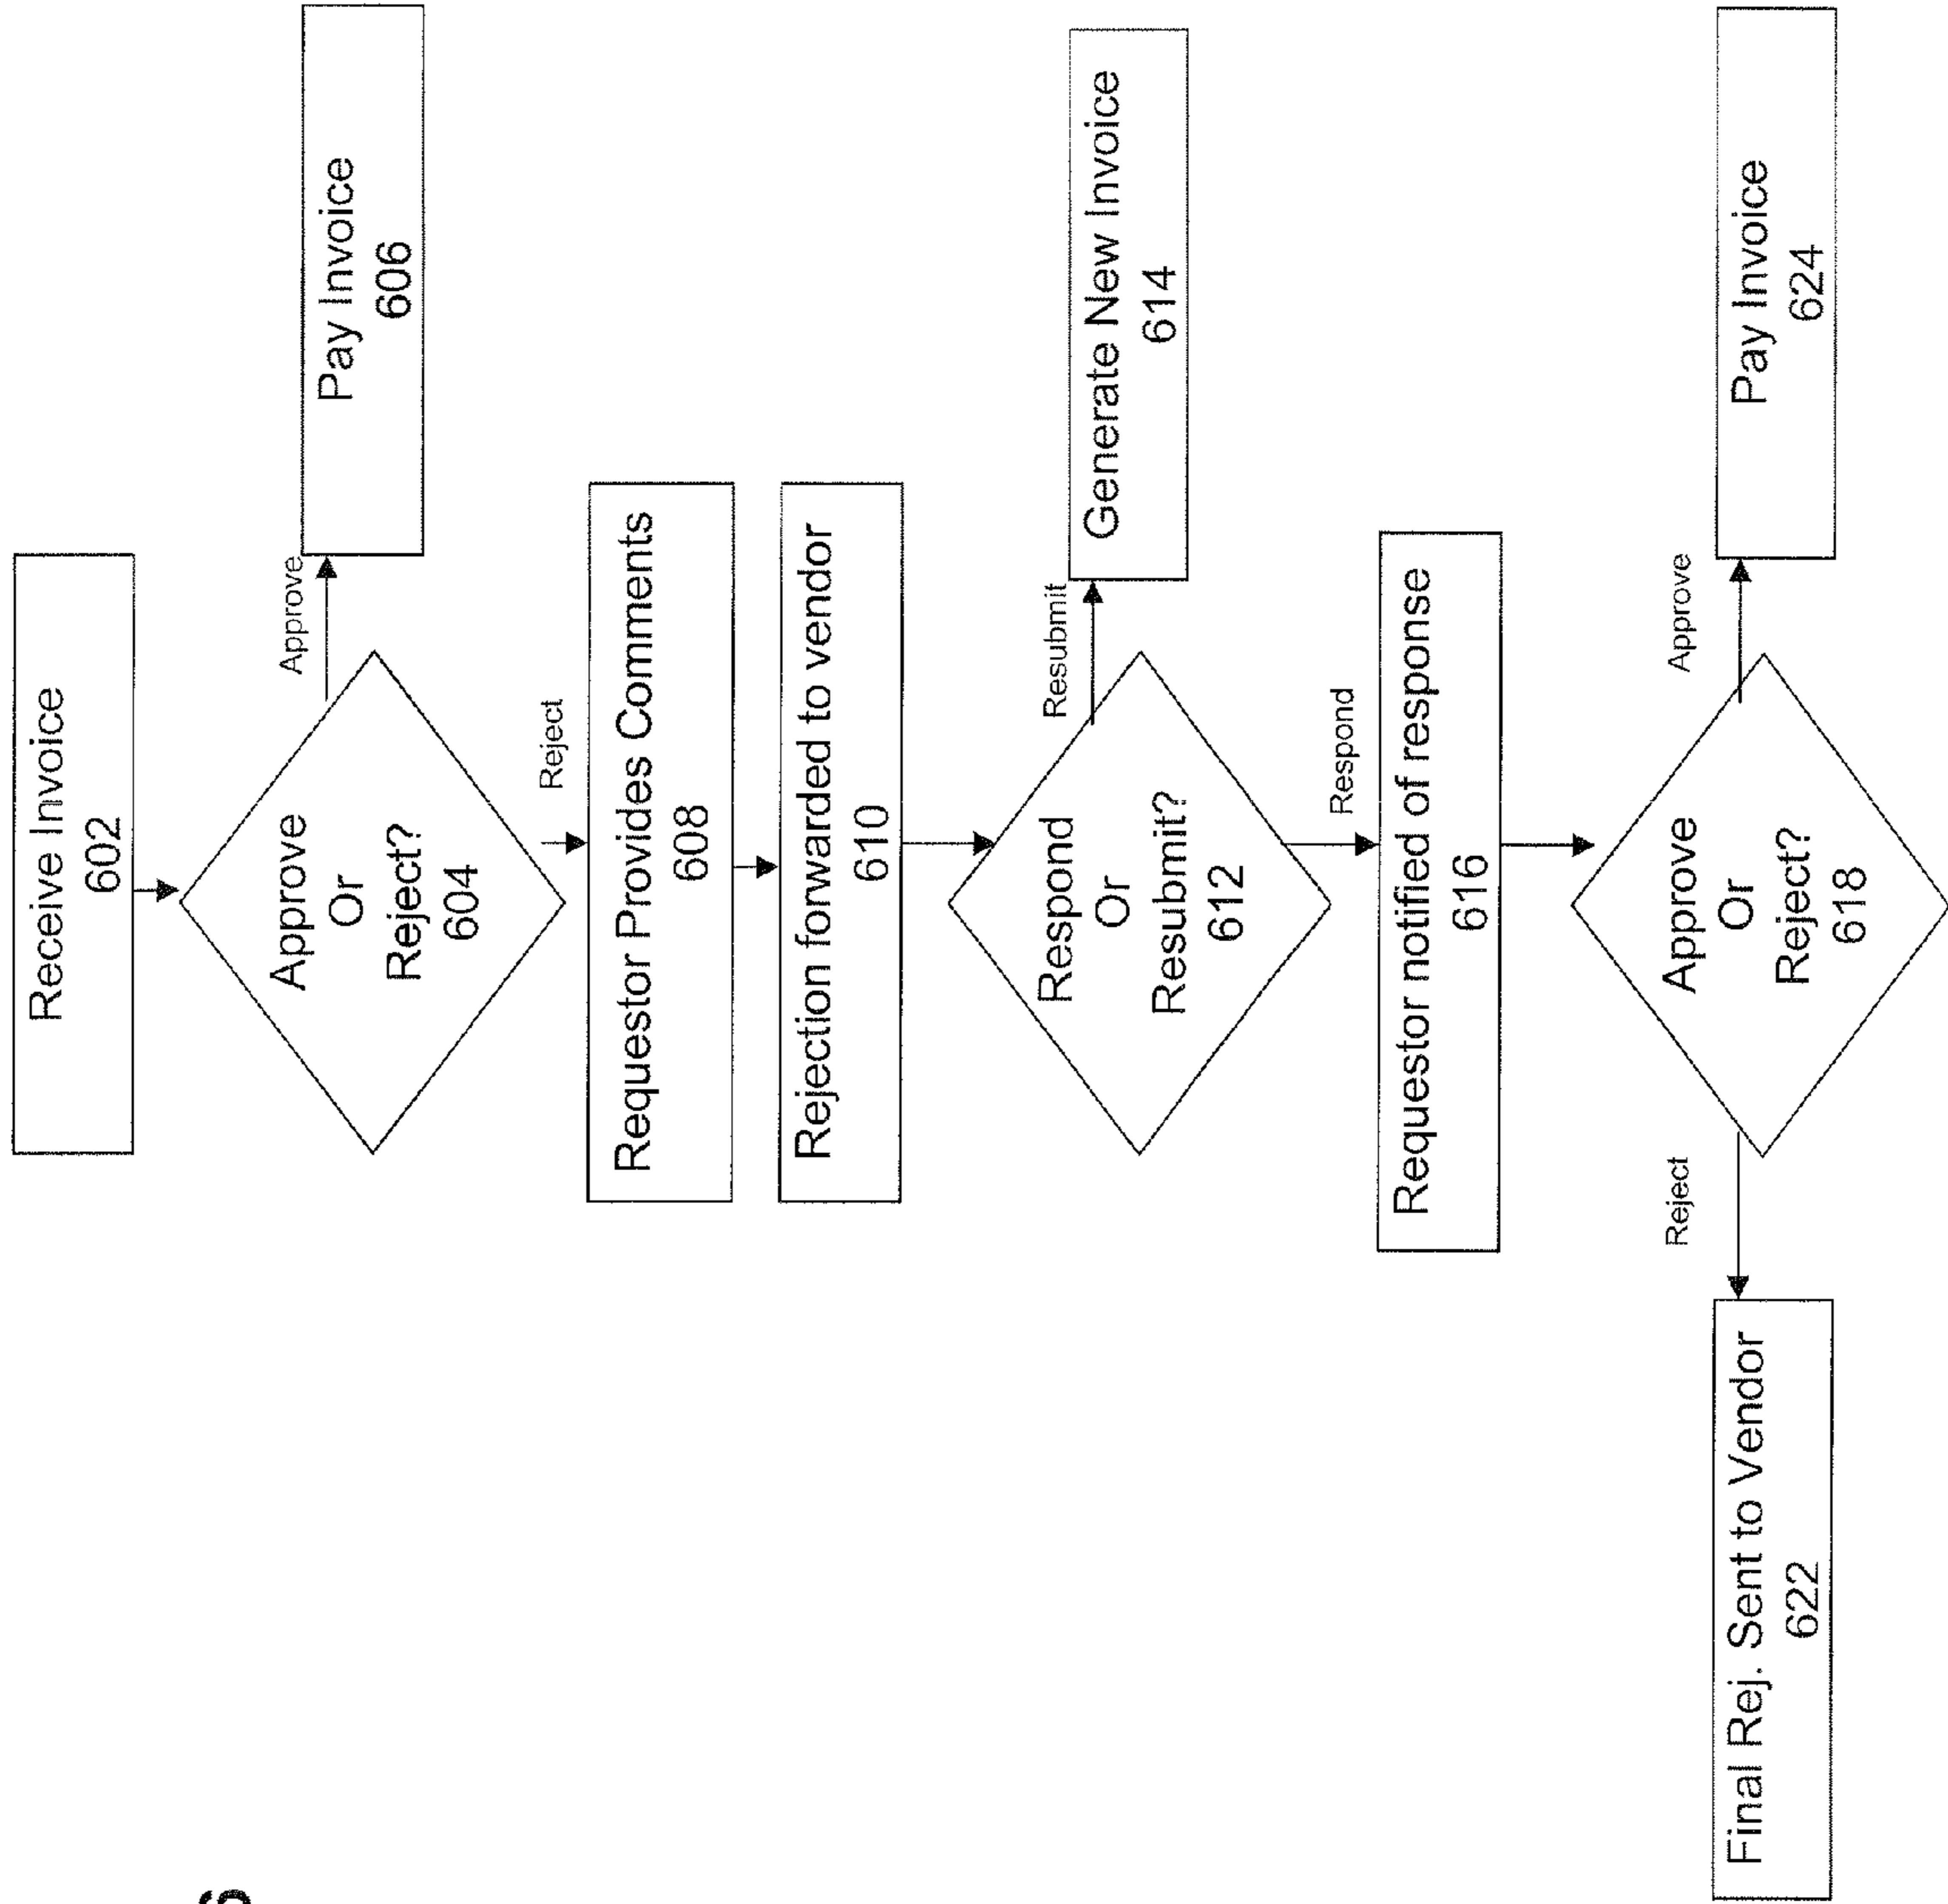 Receive Invoice
602
Approve
Or
Reject?
604
Approve
Pay Invoice
606
Reject
Requestor Provides Comments
608
Rejection forwarded to vendor
610
Respond
Or
Resubmit?
612
Resubmit
Generate New Invoice
614
Respond
Requestor notified of response
616
Approve
Or
Reject?
618
Reject
Final Rej. Sent to Vendor
622
Approve
Pay Invoice
624